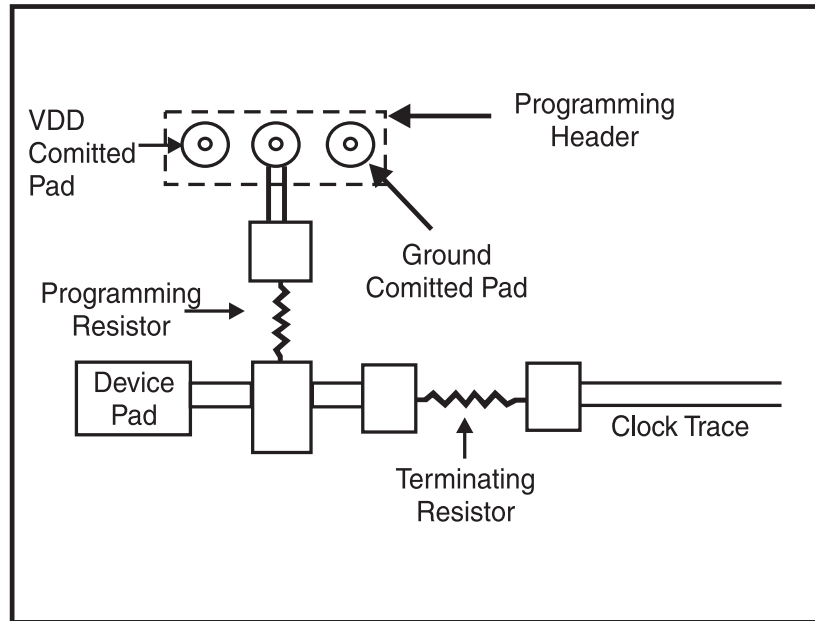 VDD
Comitted
Pad
Programming
Header
Ground
Comitted Pad
Programming
Resistor
Device
Pad
Clock Trace
Terminating
Resistor